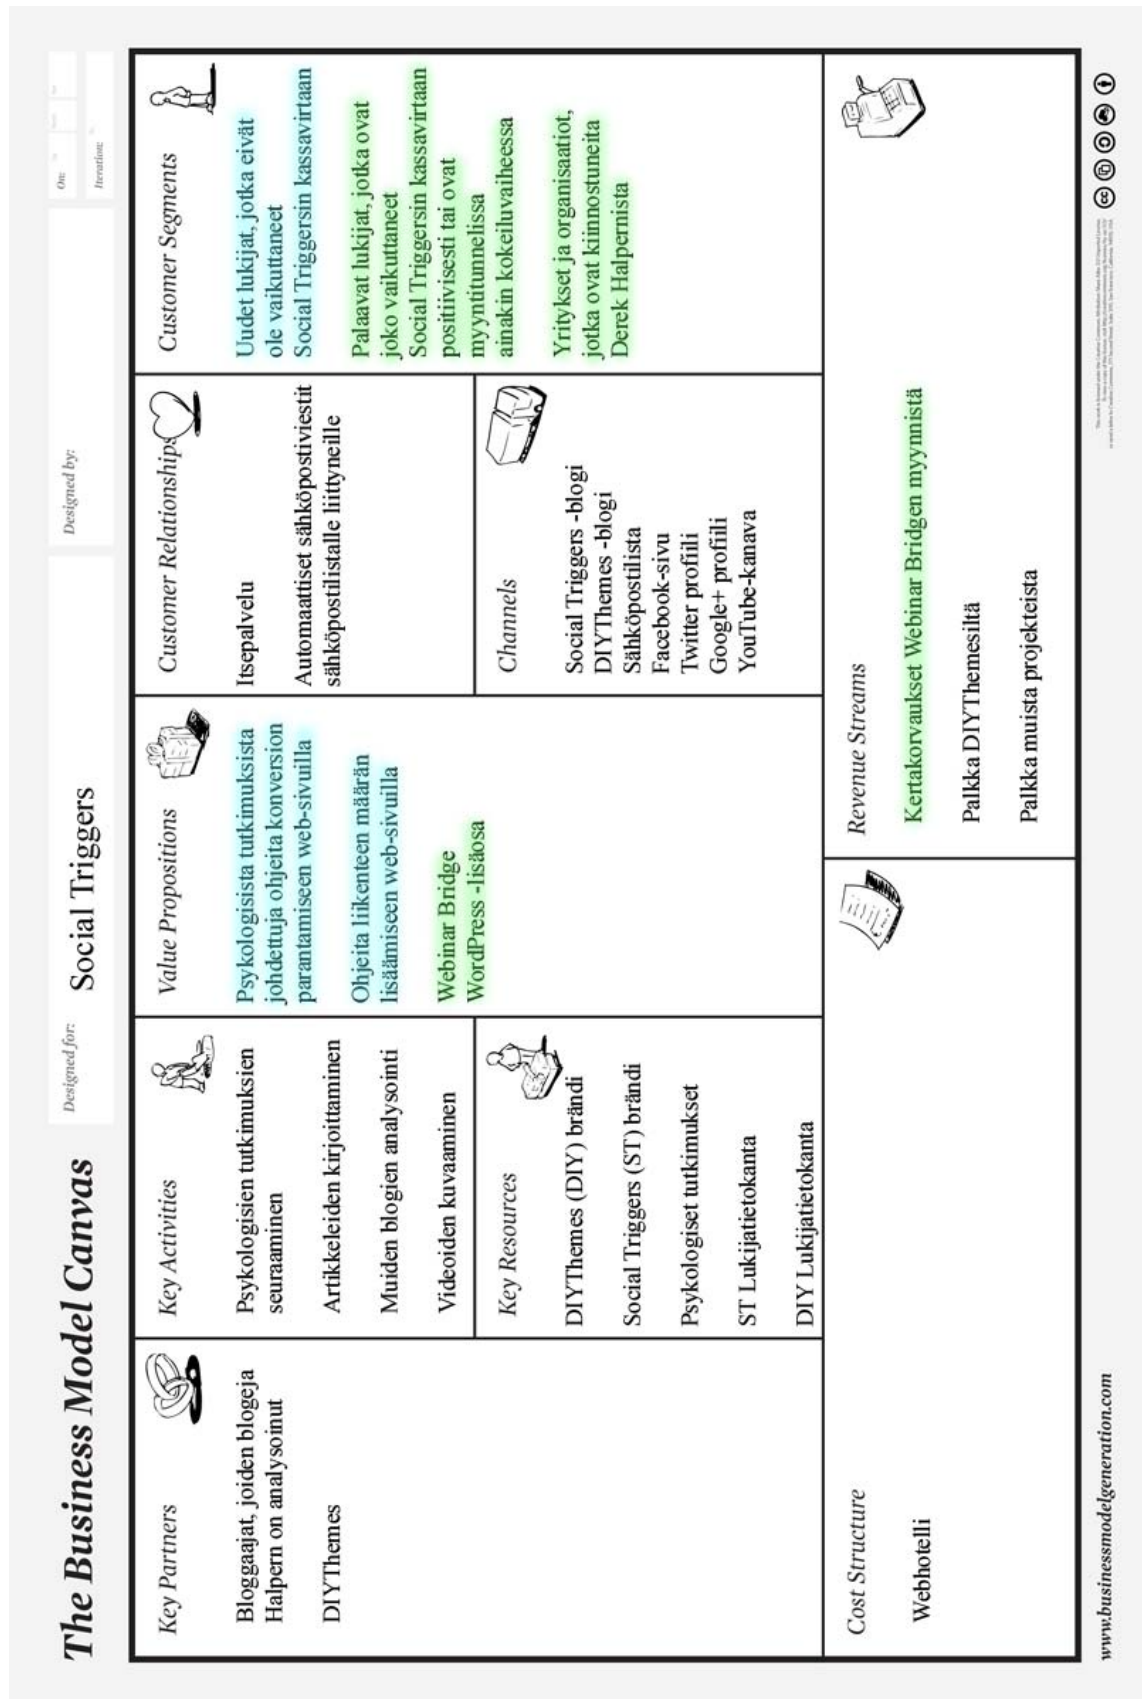 The Business Model Canvas
Designed for:
Social Triggers
Designed by:
On:
Iteration:
Key Partners
Bloggaajat, joiden blogeja
Halpern on analysoinut
DIYThemes
Key Activities
Psykologisten tutkimuksien
seuraaminen
Artikkeleiden kirjoittaminen
Muiden blogien analysointi
Videoiden kuvaaminen
Key Resources
DIYThemes (DIY) brändi
Social Triggers (ST) brändi
Psykologiset tutkimukset
ST Lukijatietokanta
DIY Lukijatietokanta
Value Propositions
Psykologisista tutkimuksista
johdettuja ohjeita konversion
parantamiseen web-sivuilla
Ohjeita liikenteen määrän
lisäämiseen web-sivuilla
Webinar Bridge
WordPress -lisäosa
Customer Relationships
Itsepalvelu
Automaattiset sähköpostiviestit
sähköpostilistalle liittyneille
Channels
Social Triggers -blogi
DIYThemes -blogi
Sähköpostilista
Facebook-sivu
Twitter profiili
Google+ profiili
YouTube-kanava
Customer Segments
Uudet lukijat, jotka eivät
ole vaikuttaneet
Social Triggersin kassavirtaan
Palaavat lukijat, jotka ovat
joko vaikutaneet
Social Triggersin kassavirtaan
positiivisesti tai ovat
myyntitunnelissa
ainakin kokeiluvaiheessa
Yritykset ja organisaatiot,
jotka ovat kiinnostuneita
Derek Halpernista
Cost Structure
Webhotelli
Revenue Streams
Kertakorvaukset Webinar Bridgen myynnistä
Palkka DIYThemesiltä
Palkka muista projekteista
www.businessmodelgeneration.com